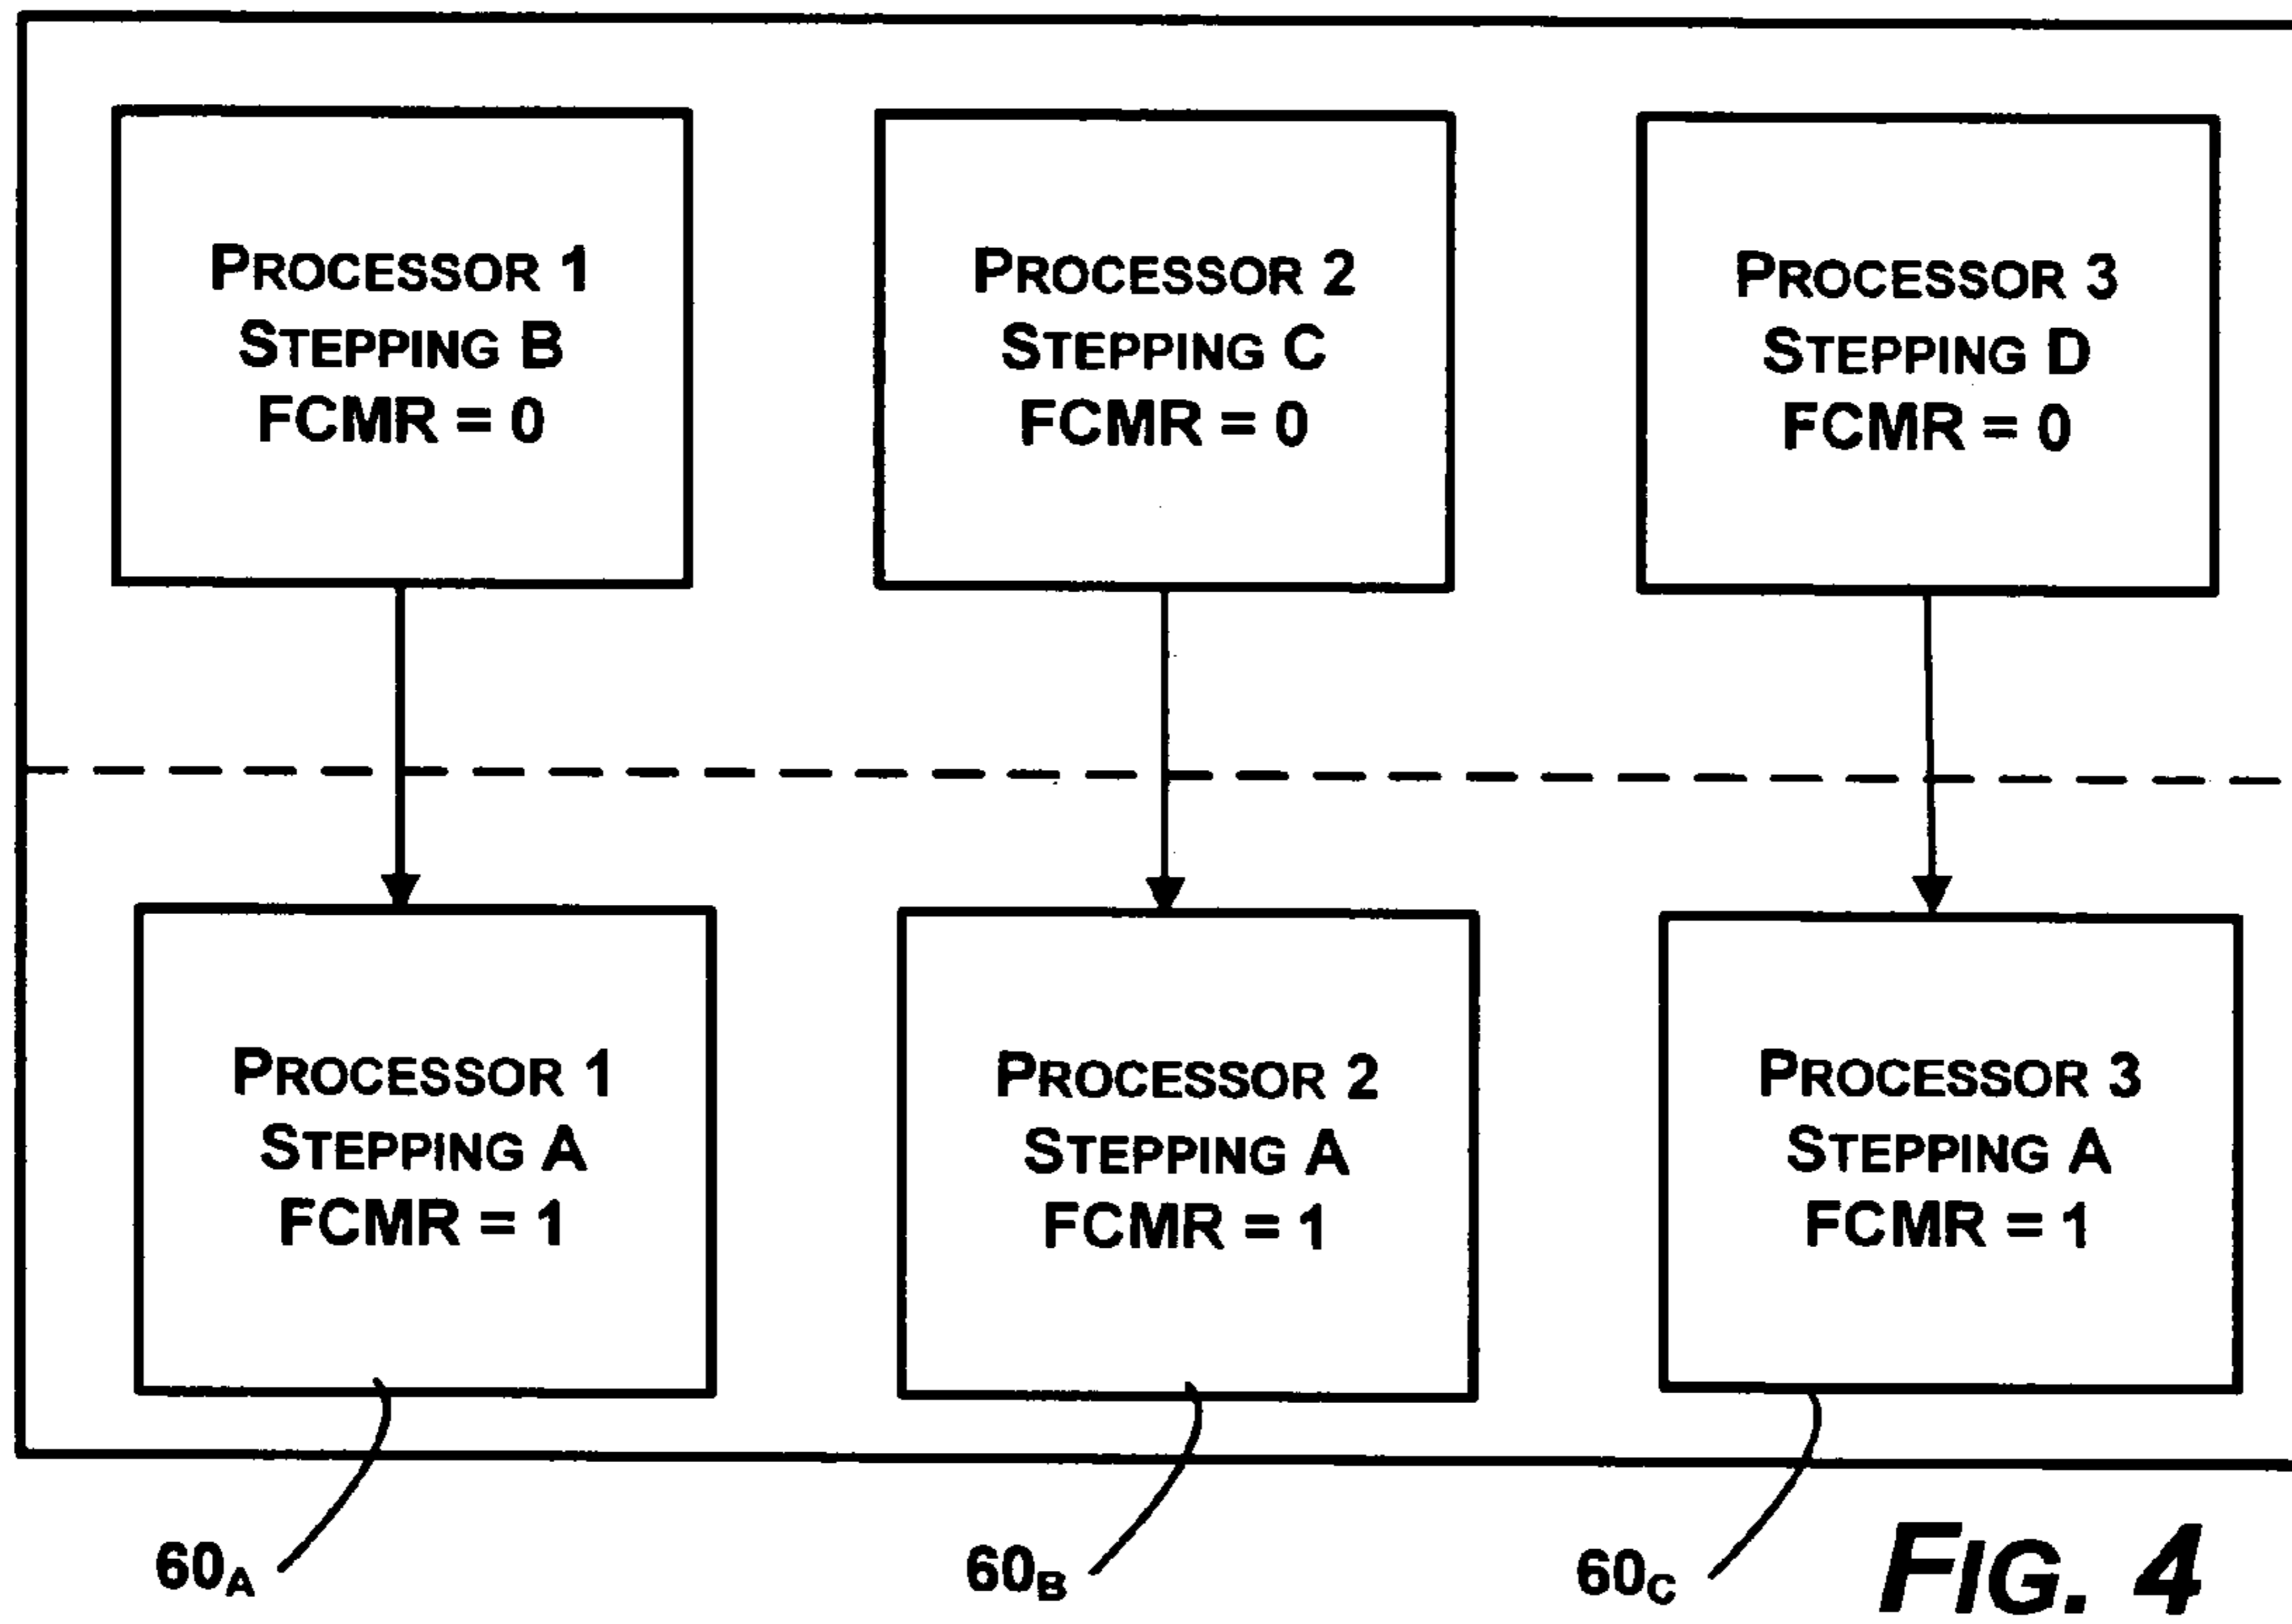 PROCESSOR 1
STEPPING B
FCMR = 0
PROCESSOR 2
STEPPING C
FCMR = 0
PROCESSOR 3
STEPPING D
FCMR = 0
PROCESSOR 1
STEPPING A
FCMR = 1
PROCESSOR 2
STEPPING A
FCMR = 1
PROCESSOR 3
STEPPING A
FCMR = 1
60A
60B
60C
FIG. 4